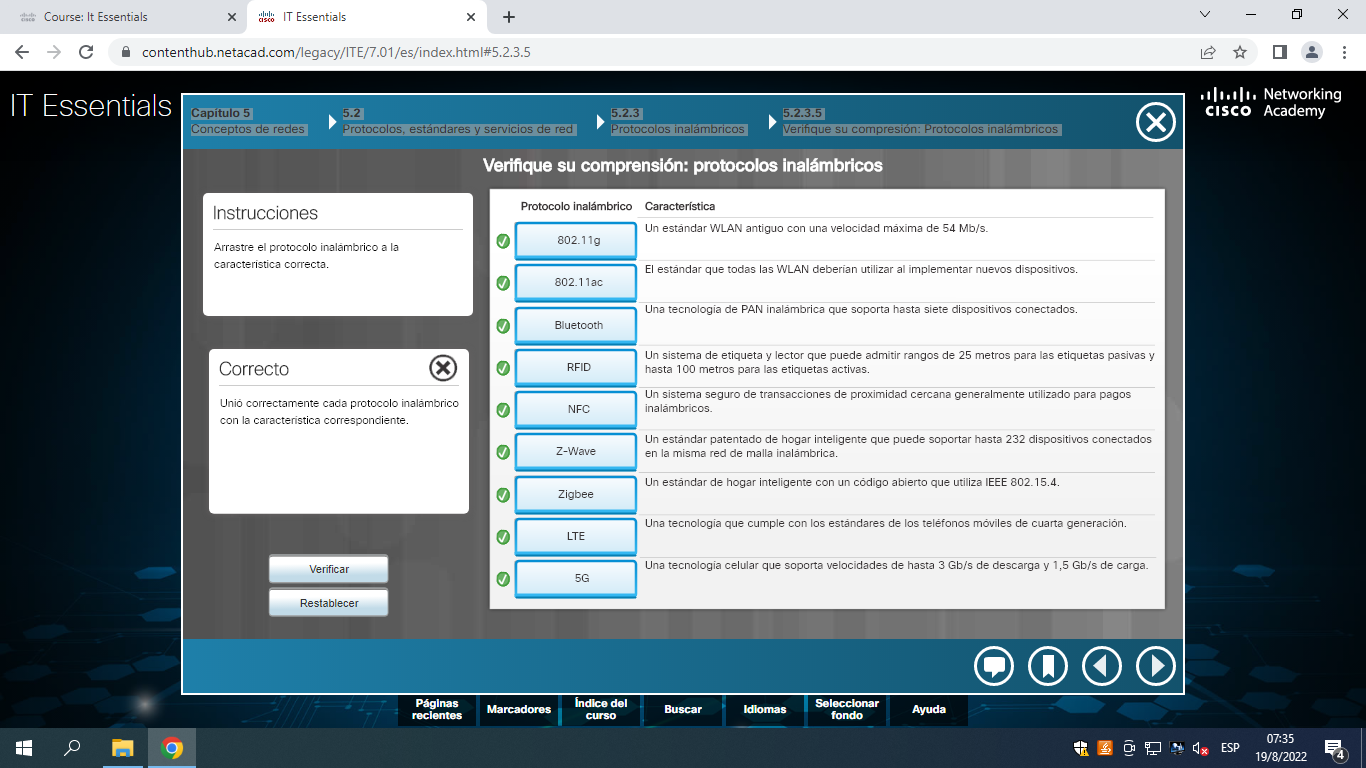 Course: It Essentials
IT Essentials
contenthub.netacad.com/legacy/ITE/7.01/es/index.html#5.2.3.5
IT Essentials
Capítulo 5
Conceptos de redes
5.2
Protocolos, estándares y servicios de red
5.2.3
Protocolos inalámbricos
5.2.3.5
Verifique su compresión: Protocolos inalámbricos
CISCO
Networking
Academy
Verifique su comprensión: protocolos inalámbricos
Instrucciones
Arrastre el protocolo inalámbrico a la
característica correcta.
Correcto
Unió correctamente cada protocolo inalámbrico
con la característica correspondiente.
Verificar
Restablecer
Protocolo inalámbrico Característica
802.11g
Un estándar WLAN antiguo con una velocidad máxima de 54 Mb/s.
802.11ac
El estándar que todas las WLAN deberían utilizar al implementar nuevos dispositivos.
Bluetooth
Una tecnología de PAN inalámbrica que soporta hasta siete dispositivos conectados.
RFID
Un sistema de etiqueta y lector que puede admitir rangos de 25 metros para las etiquetas pasivas y
hasta 100 metros para las etiquetas activas.
NFC
Un sistema seguro de transacciones de proximidad cercana generalmente utilizado para pagos
inalámbricos.
Z-Wave
Un estándar patentado de hogar inteligente que puede soportar hasta 232 dispositivos conectados
en la misma red de malla inalámbrica.
Zigbee
Un estándar de hogar inteligente con un código abierto que utiliza IEEE 802.15.4.
LTE
Una tecnología que cumple con los estándares de los teléfonos móviles de cuarta generación.
5G
Una tecnología celular que soporta velocidades de hasta 3 Gb/s de descarga y 1,5 Gb/s de carga.
Páginas
recientes
Marcadores
Índice del
curso
Buscar
Idiomas
Seleccionar
fondo
Ayuda
ESP
07:35
19/8/2022
4